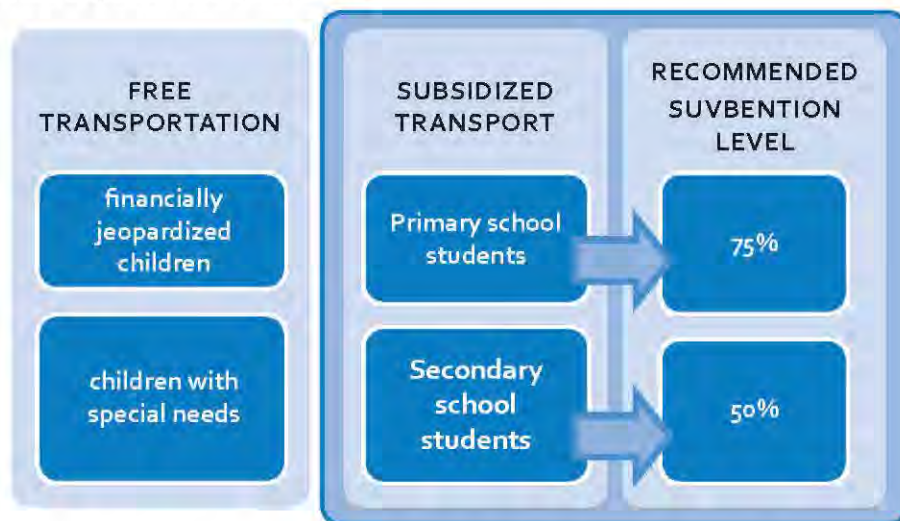 FREE
TRANSPORTATION
financially
jeopardized
children
children with
special needs
SUBSIDIZED
TRANSPORT
Primary school
students
Secondary
school
students
RECOMMENDED
SUVBENTION
LEVEL
75%
50%